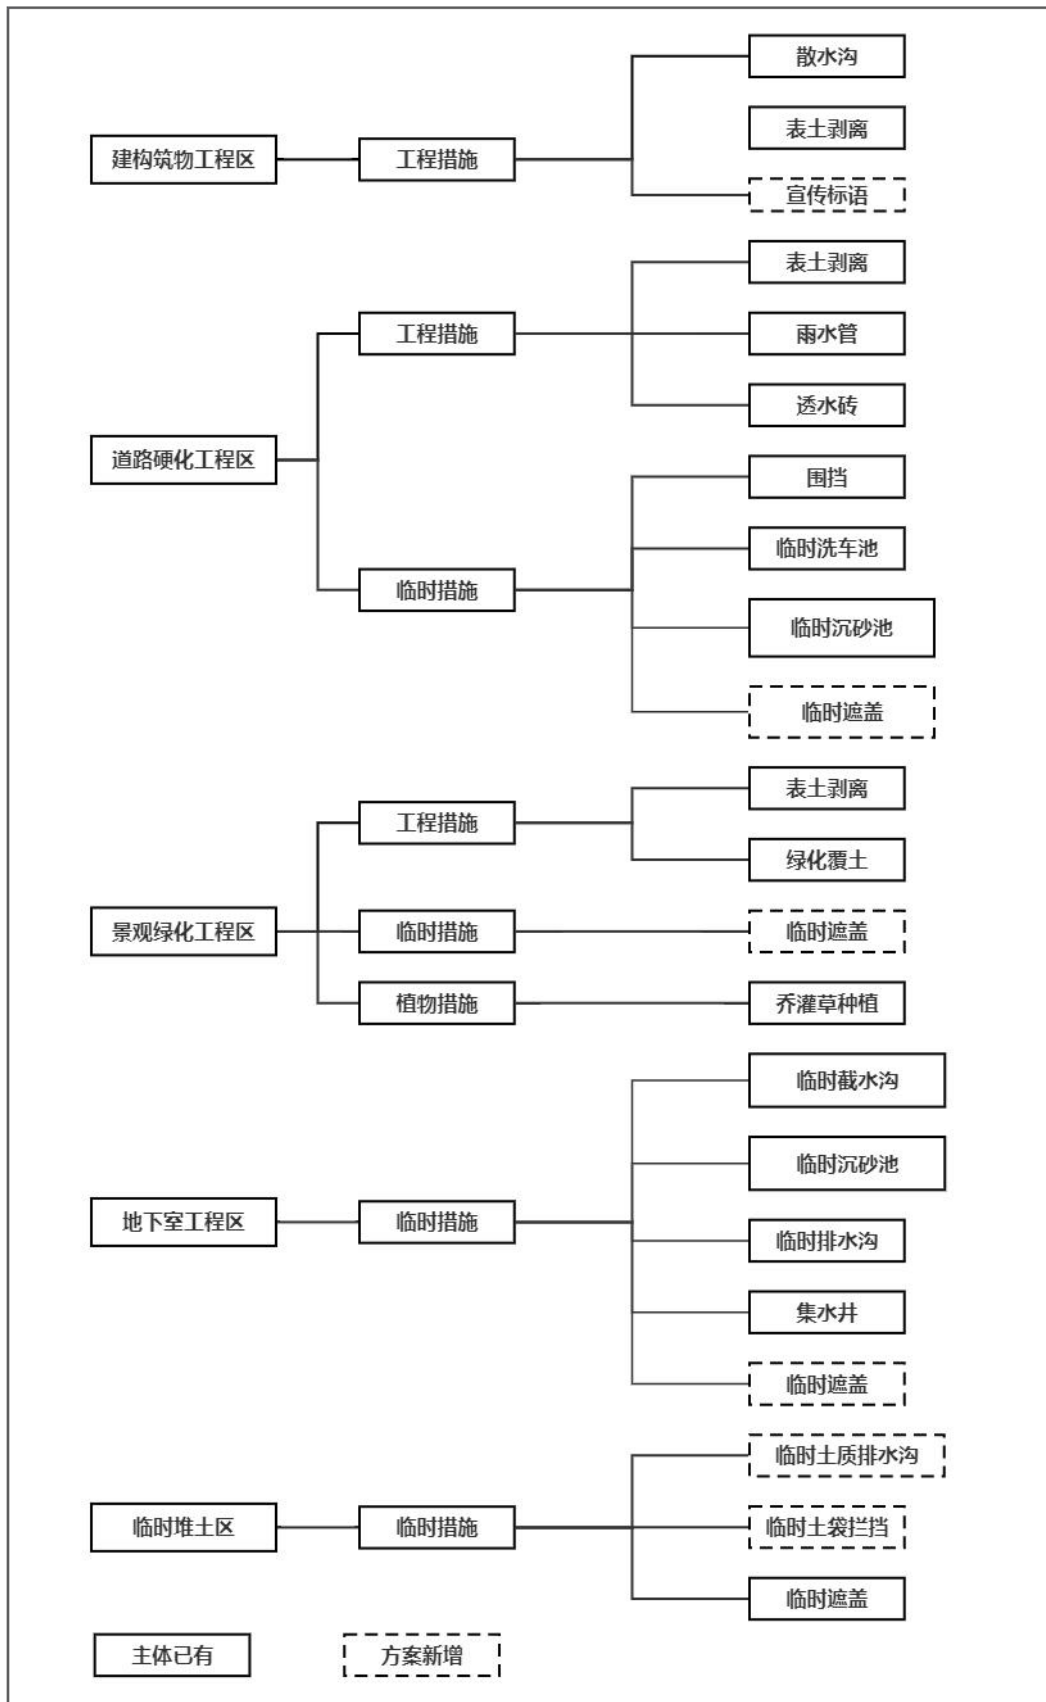 散水沟
表土剥离
建构筑物工程区
工程措施
宣传标语
表土剥离
工程措施
雨水管
透水砖
道路硬化工程区
围挡
临时洗车池
临时措施
临时沉砂池
临时遮盖
表土剥离
工程措施
绿化覆土
景观绿化工程区
临时措施
临时遮盖
植物措施
乔灌草种植
临时截水沟
临时沉砂池
地下室工程区
临时措施
临时排水沟
集水井
临时遮盖
临时土质排水沟
临时堆土区
临时措施
临时土袋拦挡
临时遮盖
主体已有
方案新增